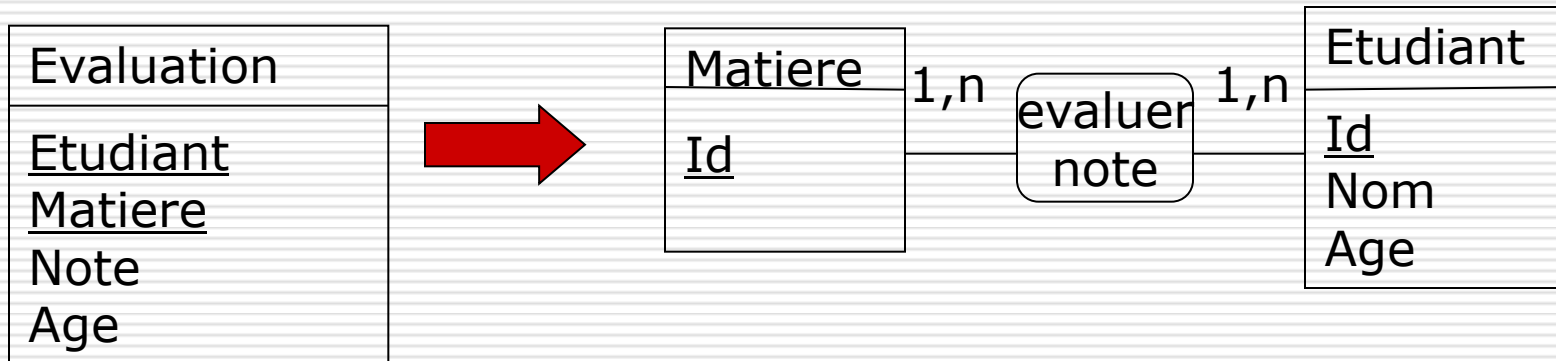 Evaluation
Etudiant
Matiere
Note
Age
Matiere
Id
1,n
evaluer
note
1,n
Etudiant
Id
Nom
Age